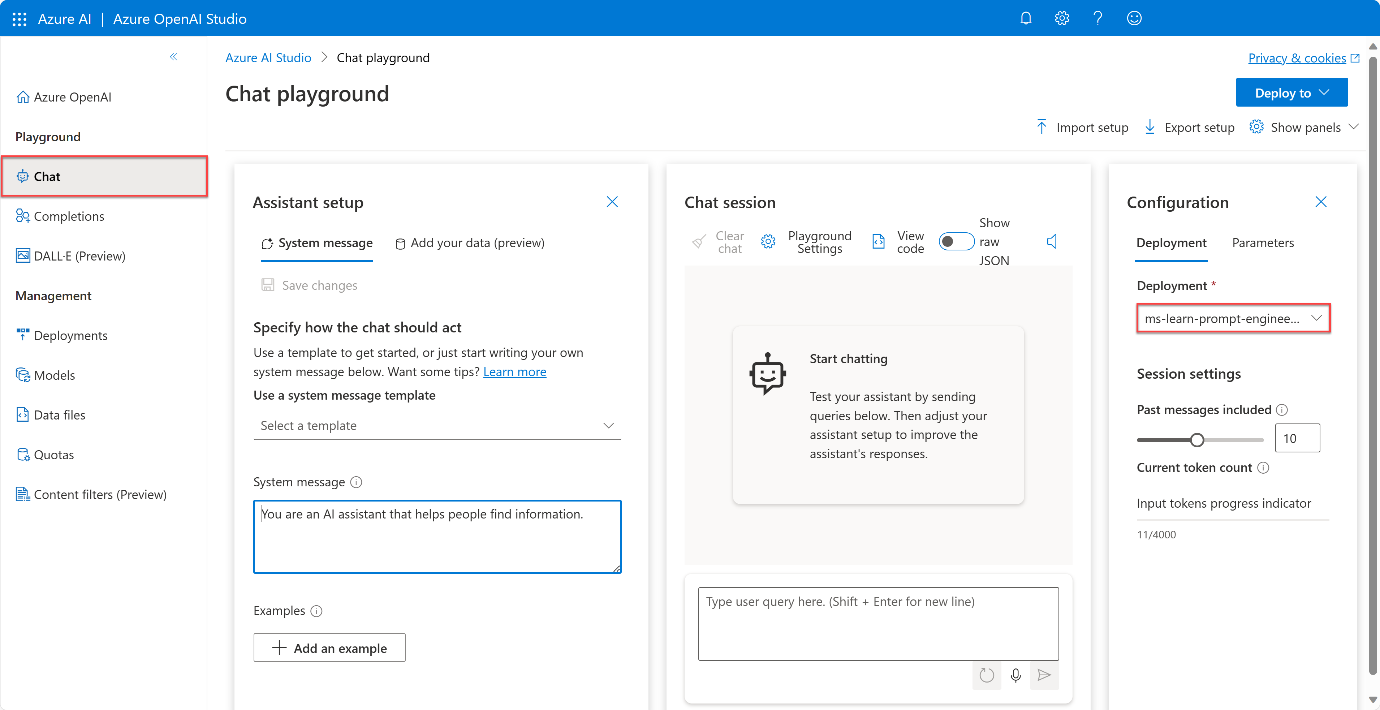 Azure AI | Azure OpenAI Studio
Azure AI Studio > Chat playground
Privacy & cookies
Chat playground
Deploy to
Import setup
Export setup
Show panels
Azure OpenAI
Playground
Chat
Completions
DALL·E (Preview)
Management
Deployments
Models
Data files
Quotas
Content filters (Preview)
Assistant setup
System message
Add your data (preview)
Save changes
Specify how the chat should act
Use a template to get started, or just start writing your own
system message below. Want some tips? Learn more
Use a system message template
Select a template
System message
You are an AI assistant that helps people find information.
Examples
Add an example
Chat session
Clear
chat
Playground
Settings
View
code
Show
raw
JSON
Start chatting
Test your assistant by sending
queries below. Then adjust your
assistant setup to improve the
assistant's responses.
Type user query here. (Shift + Enter for new line)
Configuration
Deployment
Parameters
Deployment *
ms-learn-prompt-enginee...
Session settings
Past messages included
10
Current token count
Input tokens progress indicator
11/4000